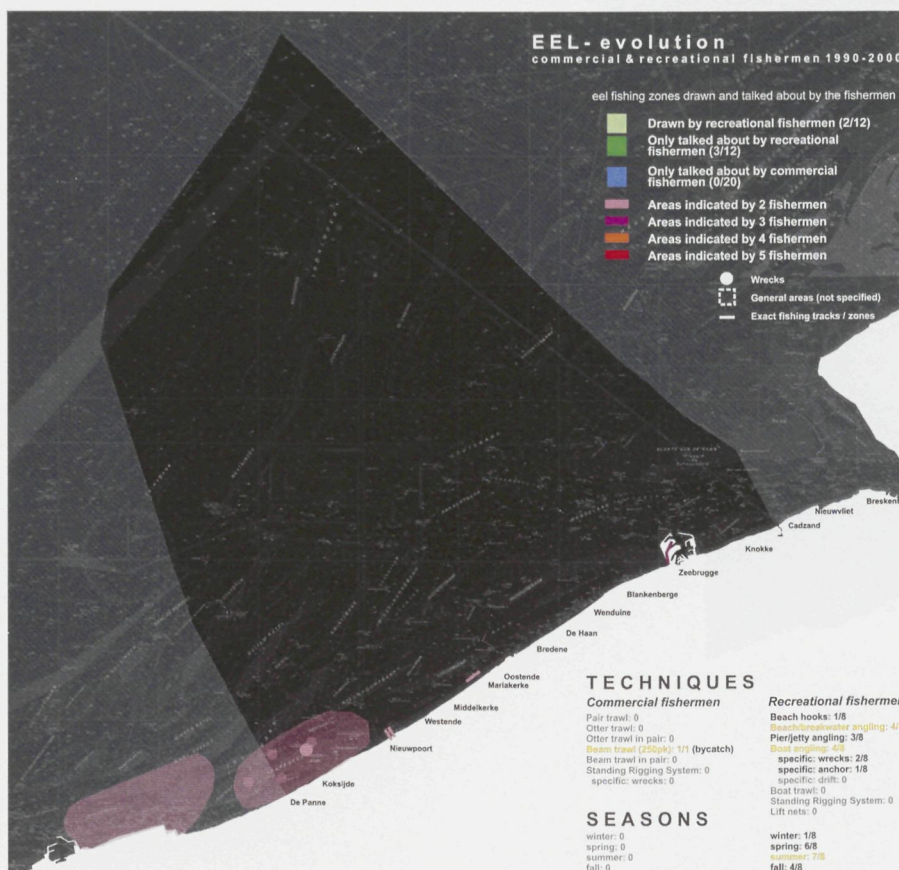 EEL- evolution
commercial & recreational fishermen 1990-2000
eel fishing zones drawn and talked about by the fishermen
Drawn by recreational fishermen (2/12)
Only talked about by recreational
fishermen (3/12)
Only talked about by commercial
fishermen (0/20)
Areas indicated by 2 fishermen
Areas indicated by 3 fishermen
Areas indicated by 4 fishermen
Areas indicated by 5 fishermen
Wrecks
General areas (not specified)
Exact fishing tracks / zones
Breskens
Nieuwvliet
Cadzand
Knokke
Zeebrugge
Blankenberge
Wenduine
De Haan
Bredene
Oostende
Mariakerke
Middelkerke
Westende
Nieuwpoort
Koksijde
De Panne
TECHNIQUES
Commercial fishermen
Pair trawl: 0
Otter trawl: 0
Otter trawl in pair: 0
Beam trawl (250pk): 1/1 (bycatch)
Beam trawl in pair: 0
Standing Rigging System: 0
specific: wrecks: 0
Recreational fishermen
Beach hooks: 1/8
Beach/breakwater angling: 4/
Pier/jetty angling: 3/8
Boat angling: 4/8
specific: wrecks: 2/8
specific: anchor: 1/8
specific: drift: 0
Boat trawl: 0
Standing Rigging System: 0
Lift nets: 0
SEASONS
winter: 0
spring: 0
summer: 0
fall: 0
winter: 1/8
spring: 6/8
summer: 7/8
fall: 4/8